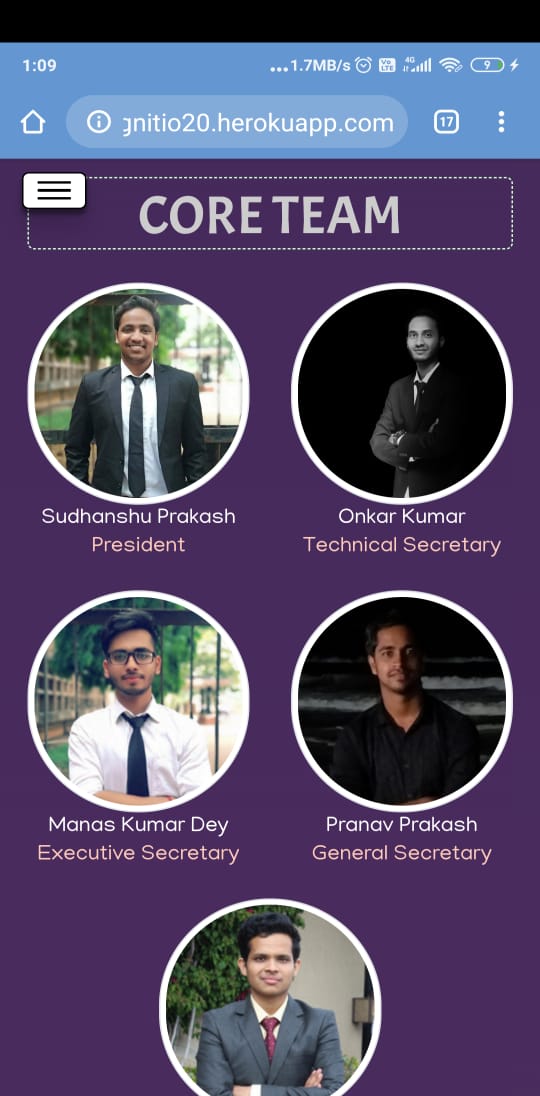 1:09
...1.7MB/s 4G 9
gnitio20.herokuapp.com 17
CORE TEAM
Sudhanshu Prakash
President
Onkar Kumar
Technical Secretary
Manas Kumar Dey
Executive Secretary
Pranav Prakash
General Secretary